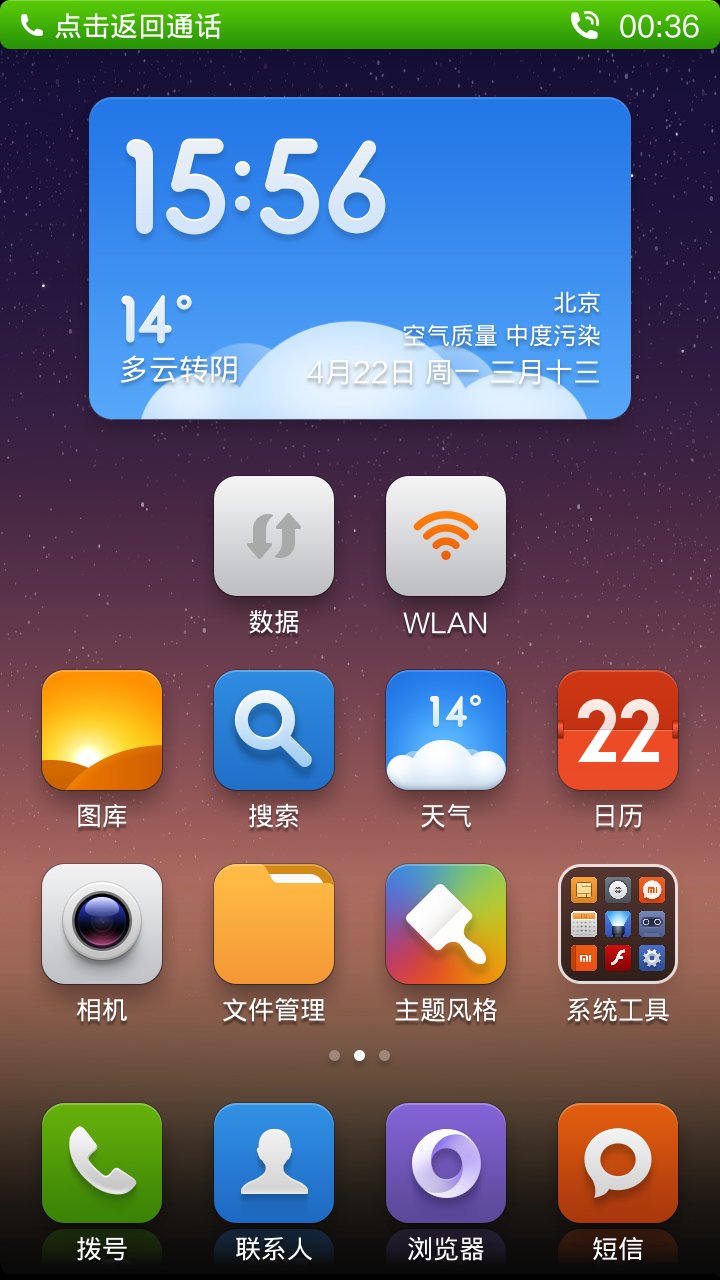 点击返回通话 00:36
15:56
14°
多云转阴
北京
空气质量 中度污染
4月22日 周一 三月十三
数据 WLAN
14° 22
图库 搜索 天气 日历
相机 文件管理 主题风格 系统工具
拨号 联系人 浏览器 短信